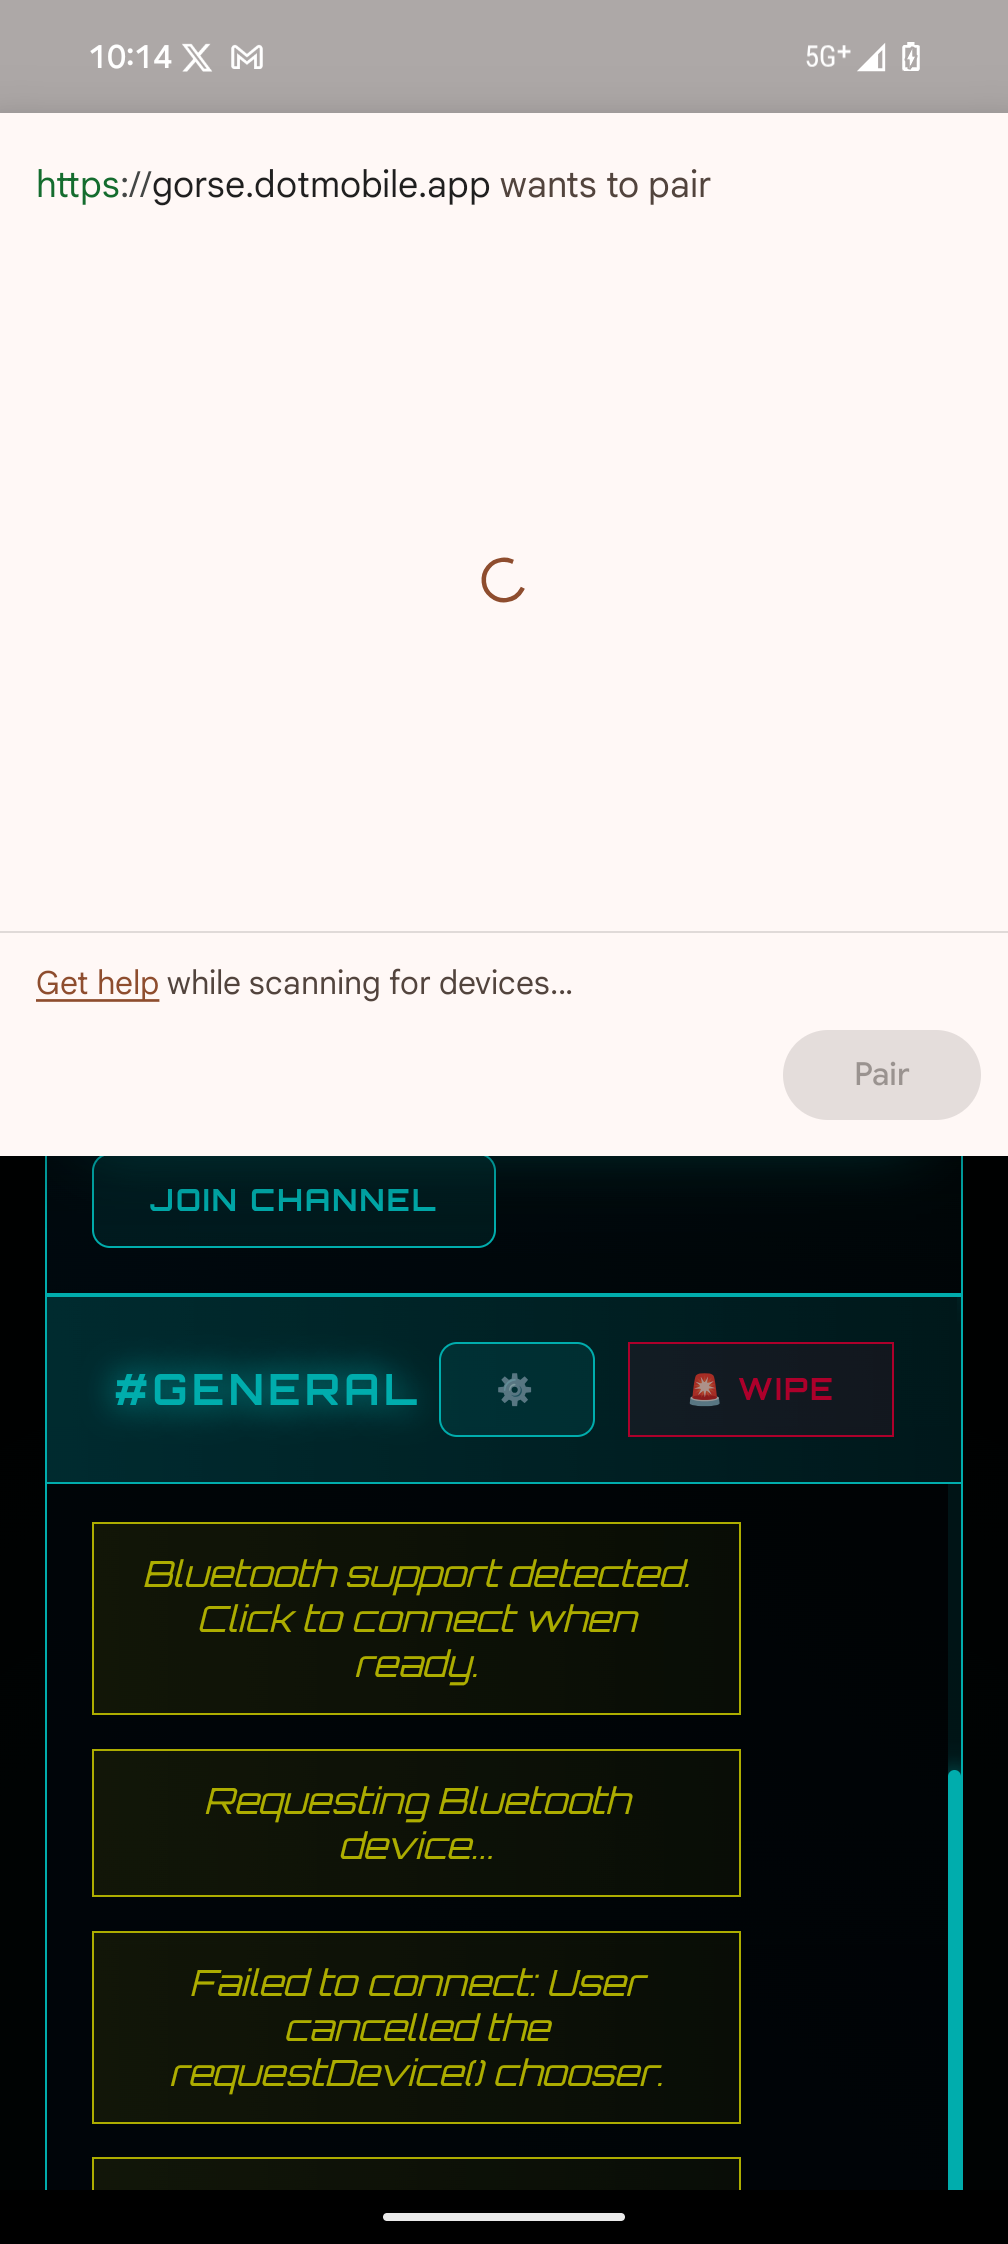 10:14
5G+
https://gorse.dotmobile.app wants to pair
Get help while scanning for devices...
Pair
JOIN CHANNEL
#GENERAL
WIPE
Bluetooth support detected.
Click to connect when
ready.
Requesting Bluetooth
device...
Failed to connect: User
cancelled the
requestDevice() chooser.